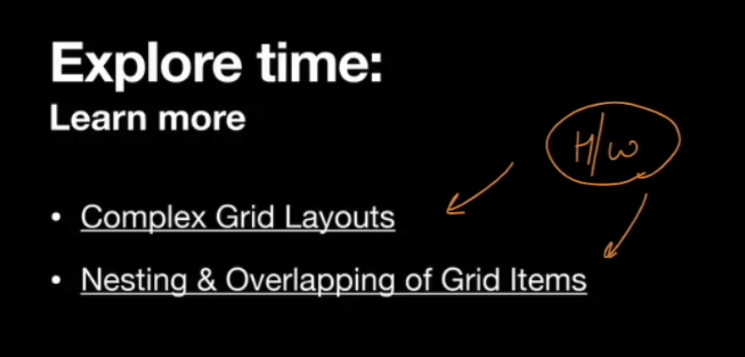 Explore time:
Learn more
H/W
• Complex Grid Layouts
• Nesting & Overlapping of Grid Items